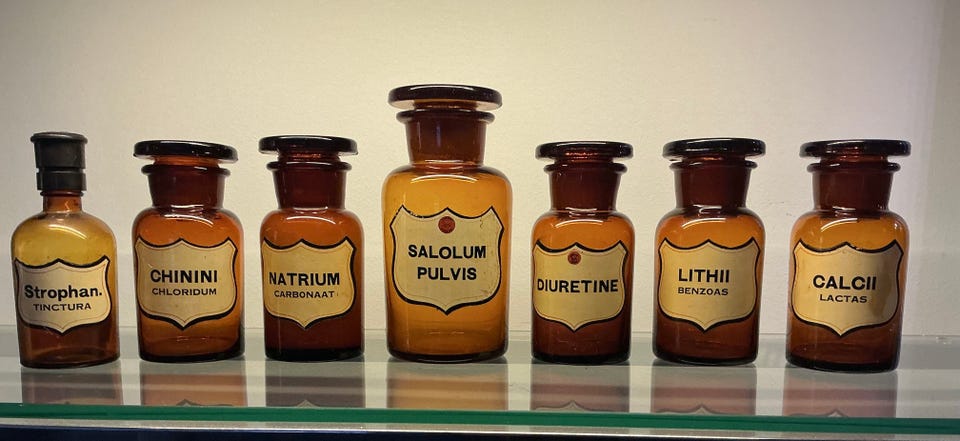 Strophan.
TINCTURA
CHININI
CHLORIDUM
NATRIUM
CARBONAAT
SALOLUM
PULVIS
DIURETINE
LITHII
BENZOAS
CALCII
LACTAS